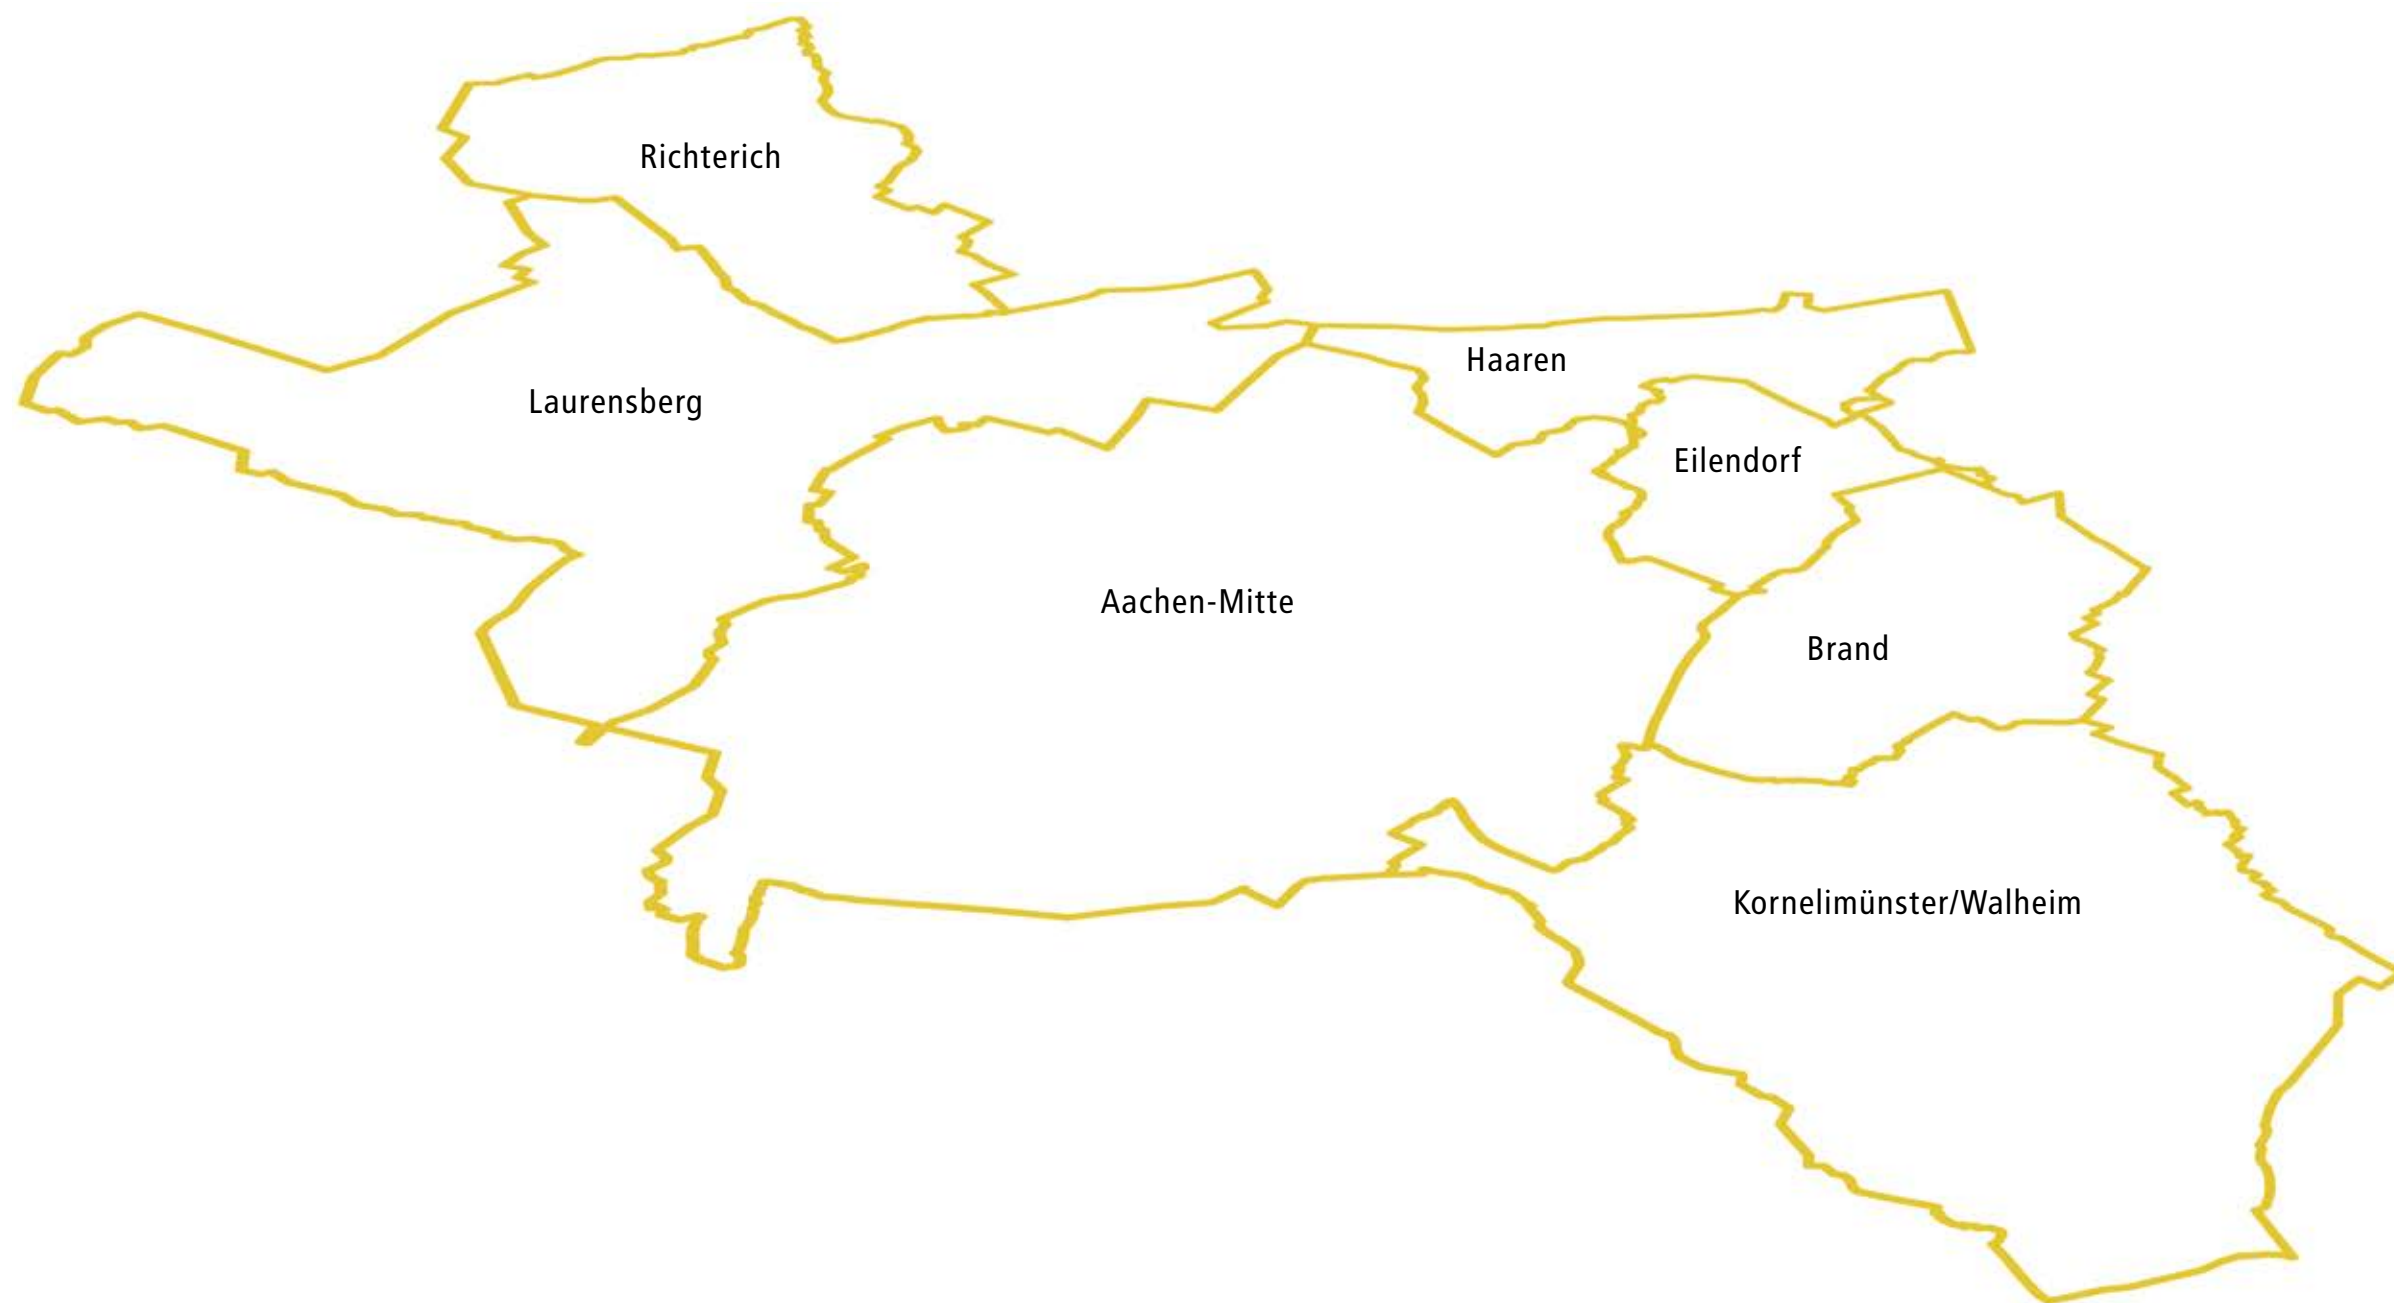 Richterich
Haaren
Laurensberg
Eilendorf
Aachen-Mitte
Brand
Kornelimünster/Walheim